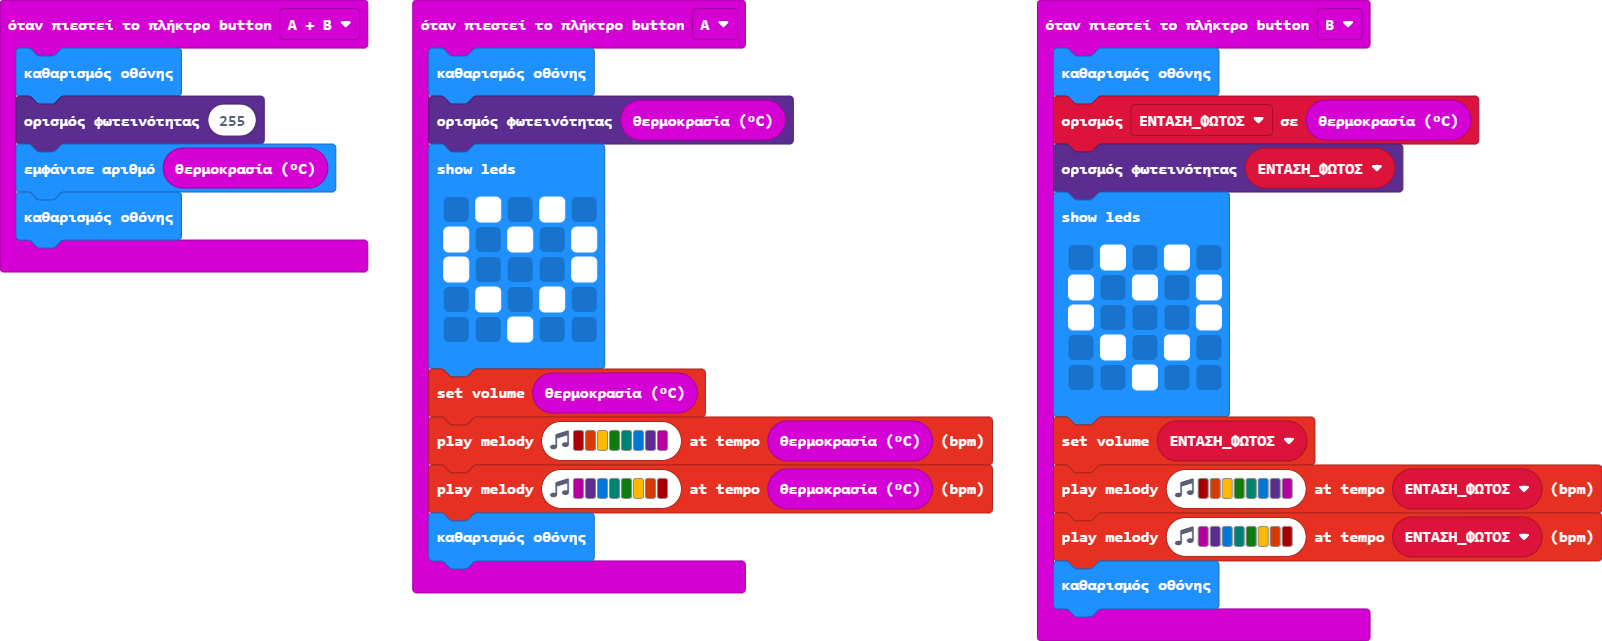 όταν πιεστεί το πλήκτρο button A + B
καθαρισμός οθόνης
ορισμός φωτεινότητας 255
εμφάνισε αριθμό θερμοκρασία (°C)
καθαρισμός οθόνης
όταν πιεστεί το πλήκτρο button A
καθαρισμός οθόνης
ορισμός φωτεινότητας θερμοκρασία (°C)
show leds
set volume θερμοκρασία (°C)
play melody at tempo θερμοκρασία (°C) (bpm)
play melody at tempo θερμοκρασία (°C) (bpm)
καθαρισμός οθόνης
όταν πιεστεί το πλήκτρο button B
καθαρισμός οθόνης
ορισμός ΕΝΤΑΣΗ_ΦΩΤΟΣ σε θερμοκρασία (°C)
ορισμός φωτεινότητας ΕΝΤΑΣΗ_ΦΩΤΟΣ
show leds
set volume ΕΝΤΑΣΗ_ΦΩΤΟΣ
play melody at tempo ΕΝΤΑΣΗ_ΦΩΤΟΣ (bpm)
play melody at tempo ΕΝΤΑΣΗ_ΦΩΤΟΣ (bpm)
καθαρισμός οθόνης